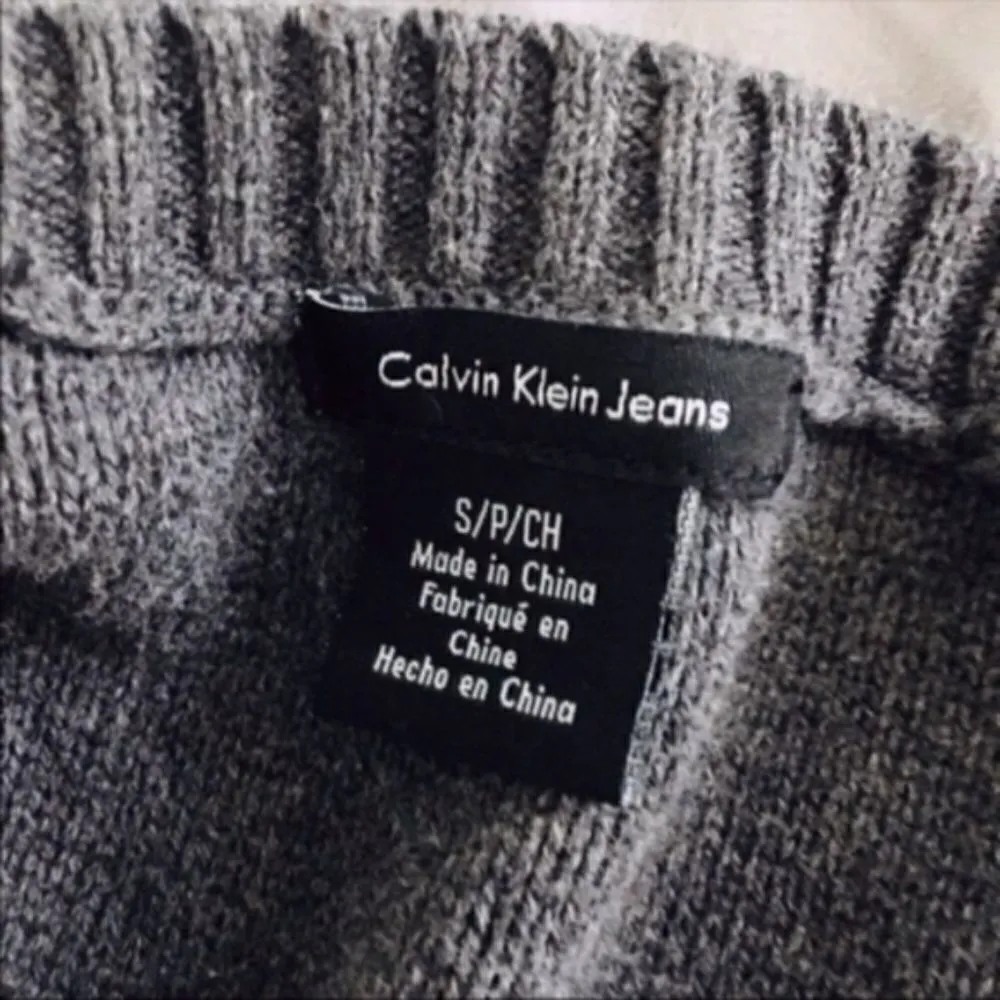 Calvin Klein Jeans
S/P/CH
Made in China
Fabriqué en
Chine
Hecho en China